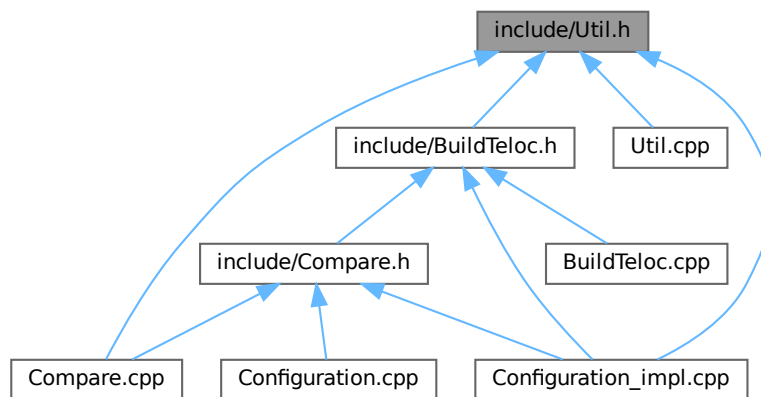 include/Util.h
include/BuildTeloc.h
Util.cpp
include/Compare.h
BuildTeloc.cpp
Compare.cpp
Configuration.cpp
Configuration_impl.cpp